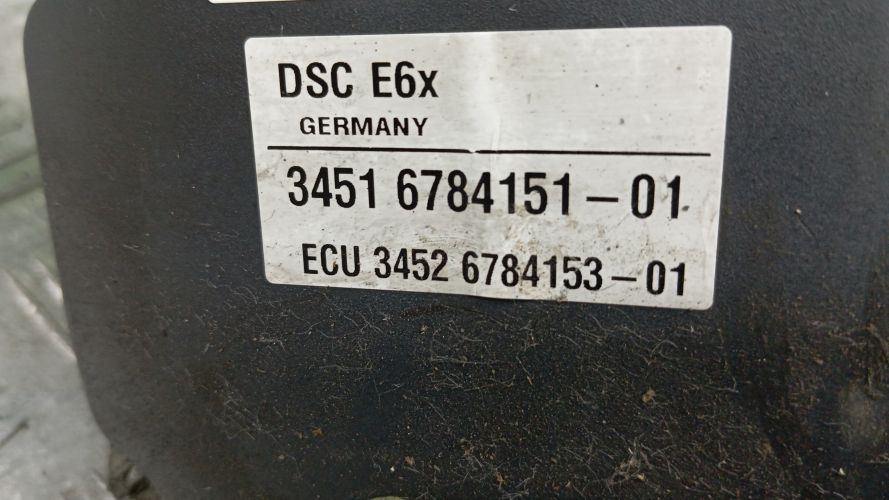 DSC E6x
GERMANY
3451 6784151-01
ECU 3452 6784153-01